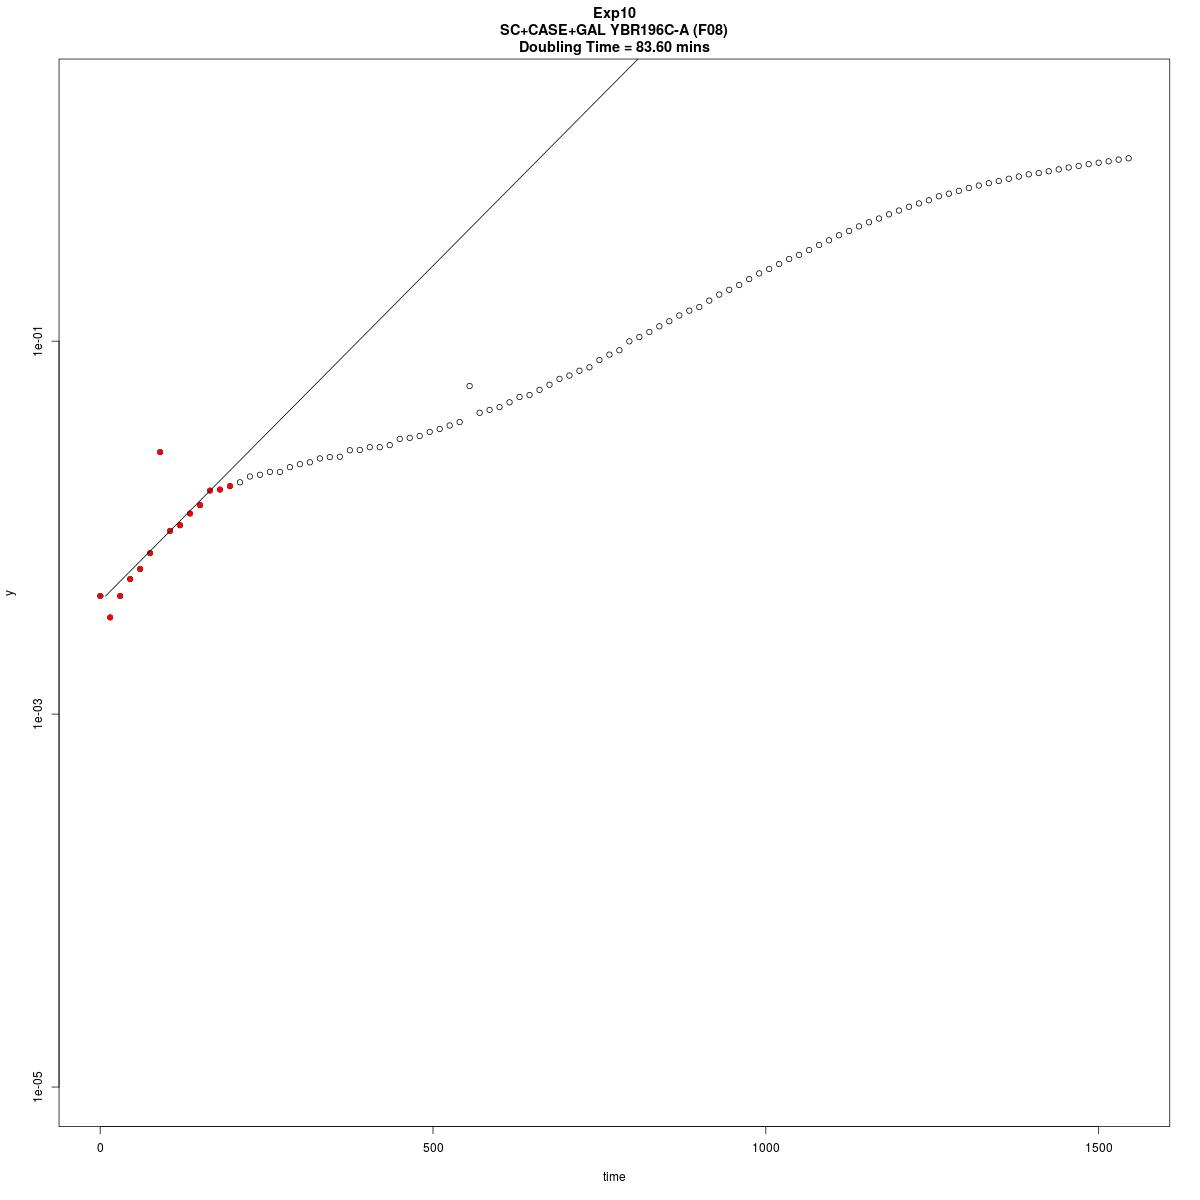 Exp10
SC+CASE+GAL YBR196C-A (F08)
Doubling Time = 83.60 mins
y
1e-01
1e-03
1e-05
0 500 1000 1500
time